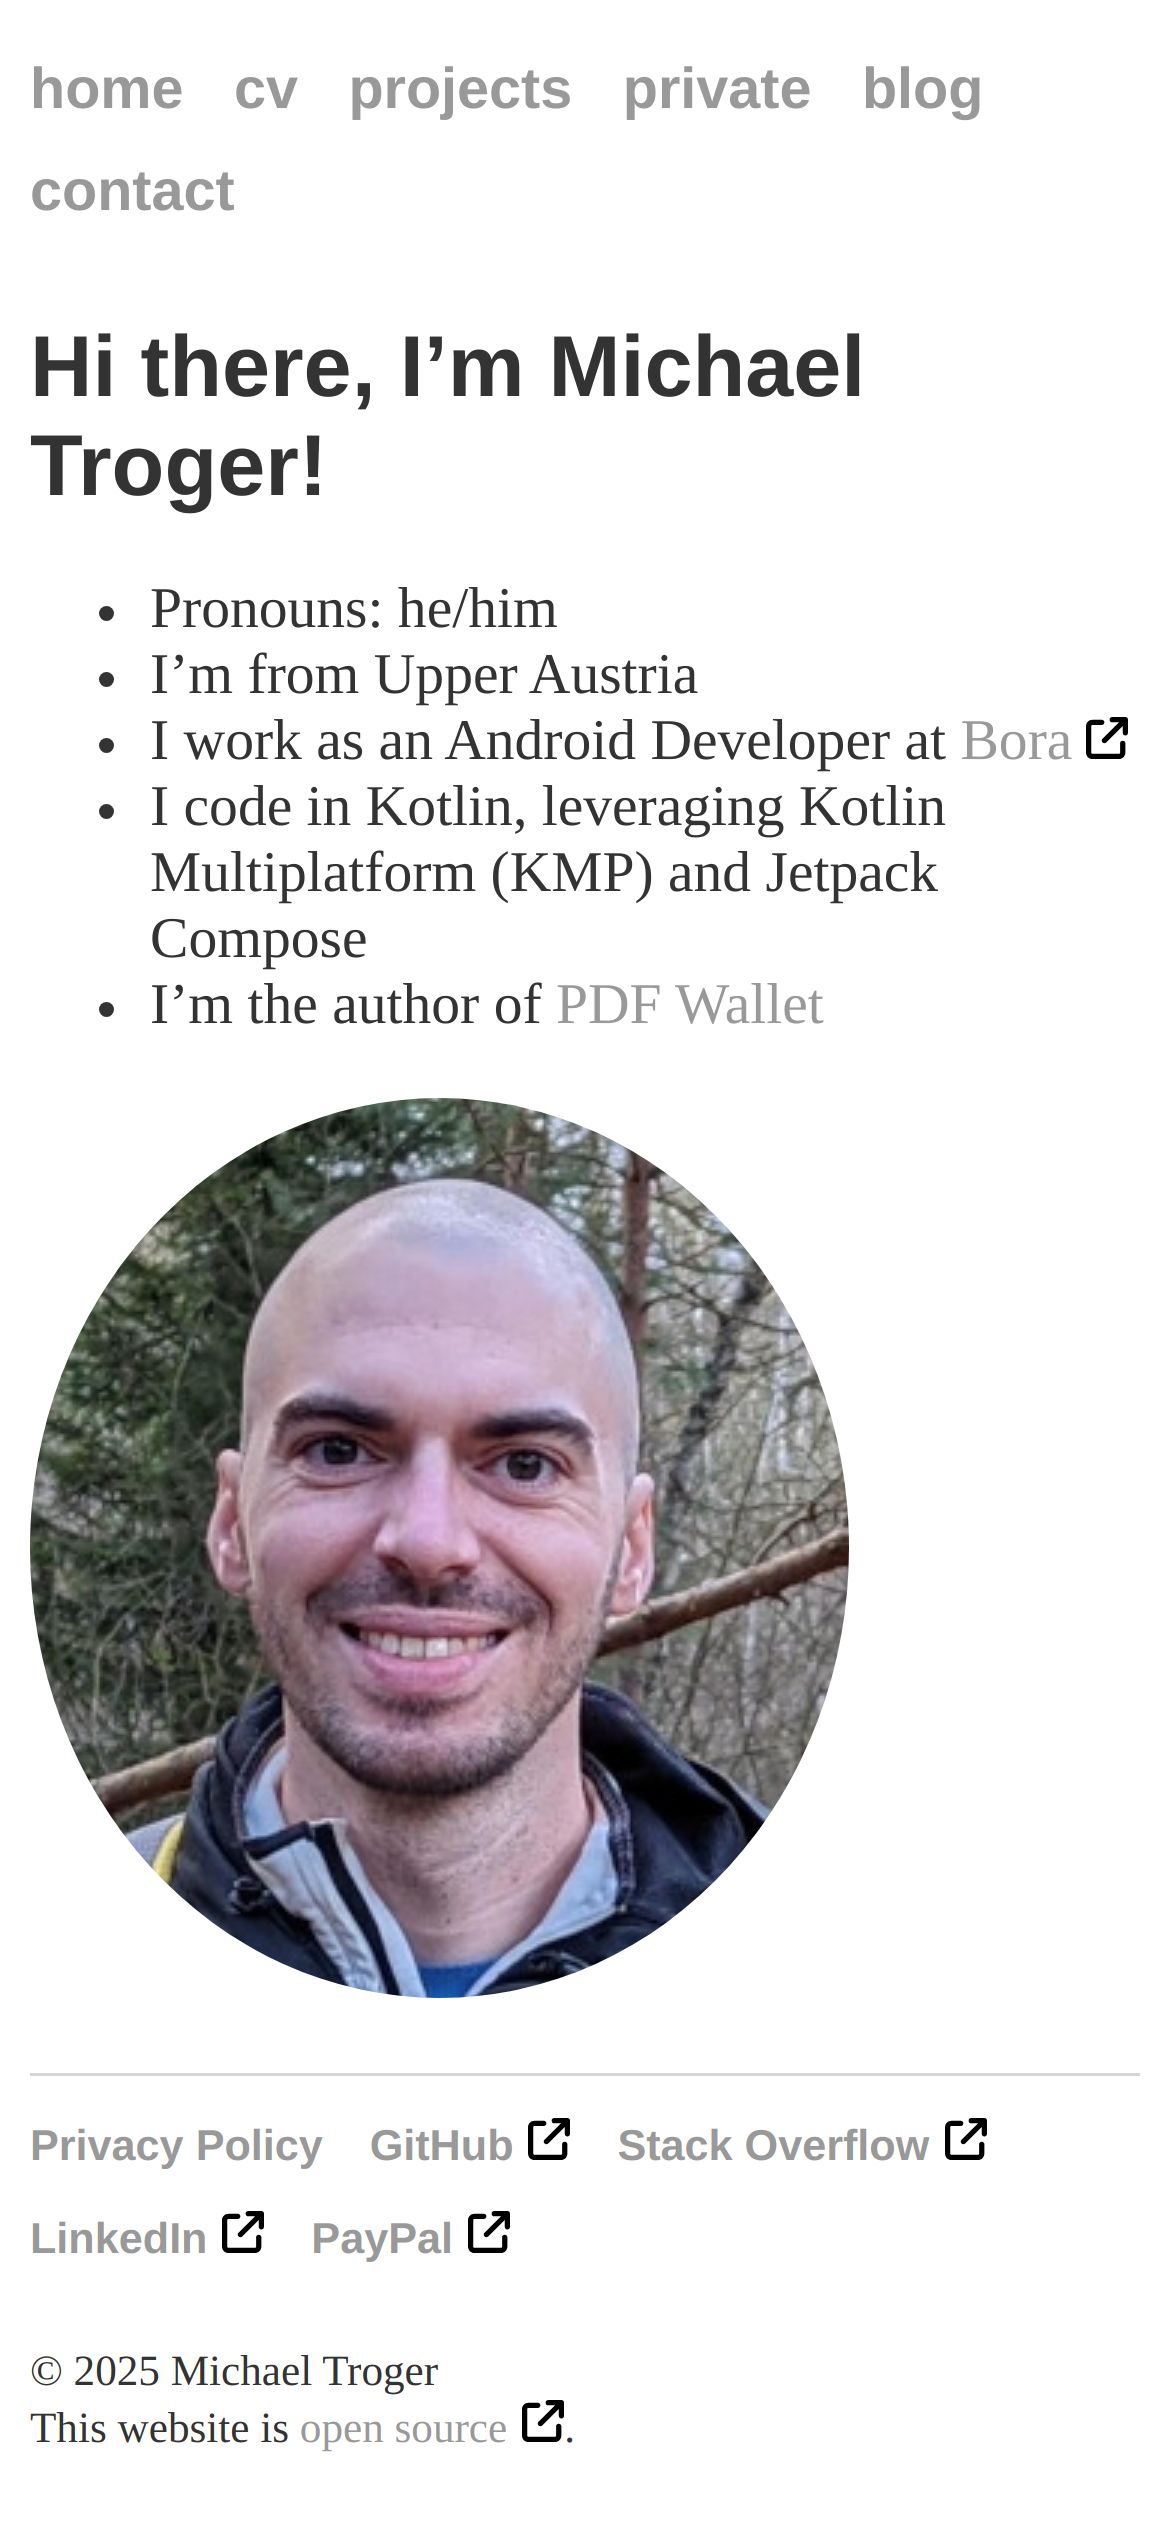 home cv projects private blog
contact
Hi there, I’m Michael
Troger!
• Pronouns: he/him
• I’m from Upper Austria
• I work as an Android Developer at Bora
• I code in Kotlin, leveraging Kotlin
Multiplatform (KMP) and Jetpack
Compose
• I’m the author of PDF Wallet
Privacy Policy GitHub Stack Overflow
LinkedIn PayPal
© 2025 Michael Troger
This website is open source .